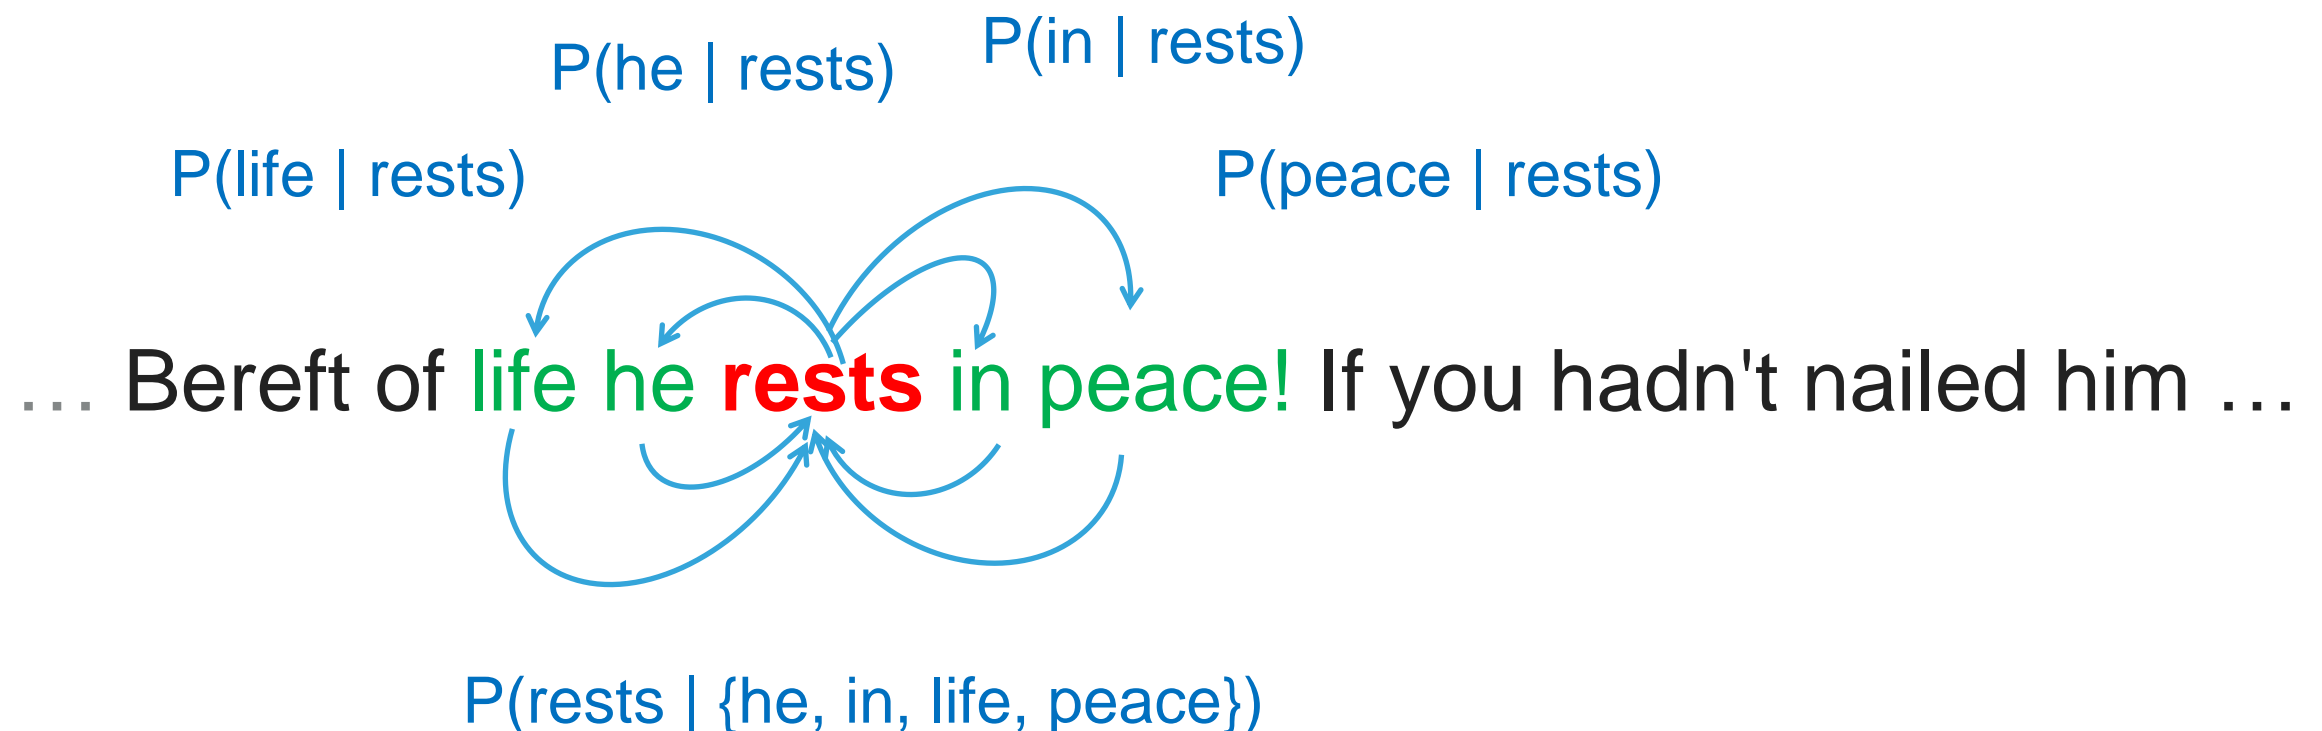 P(in | rests)
P(he | rests)
P(life | rests)
P(peace | rests)
… Bereft of life he rests in peace! If you hadn't nailed him …
P(rests | {he, in, life, peace})